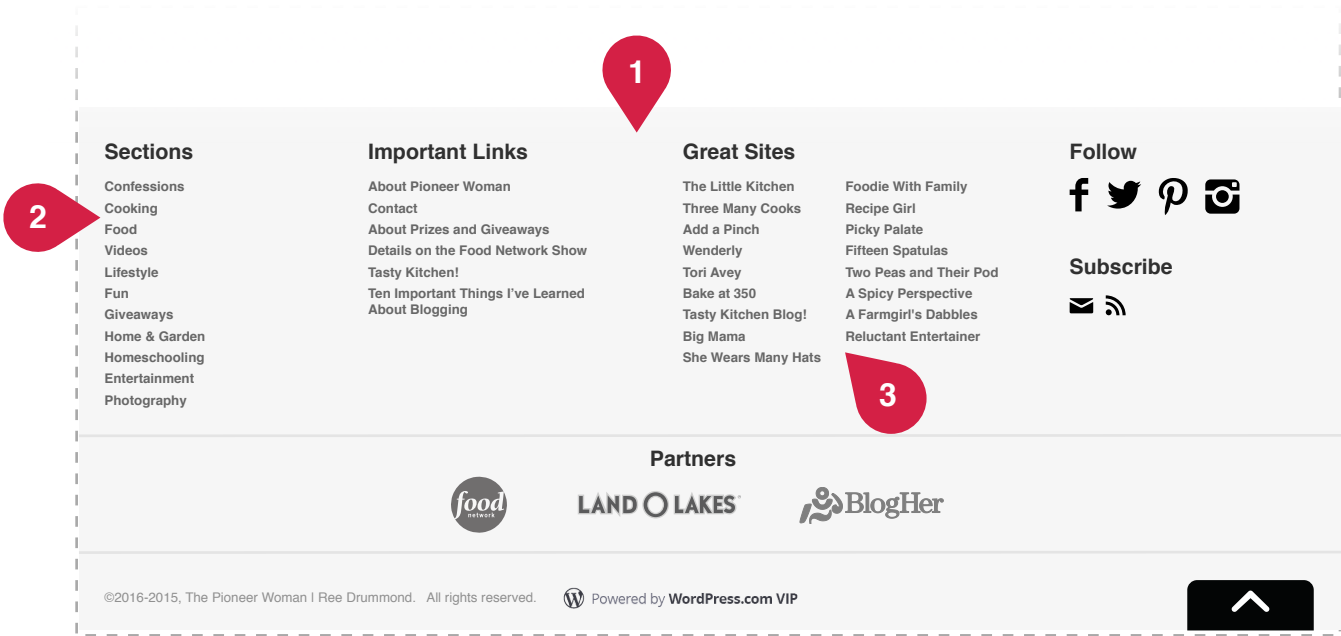 1
Sections
Confessions
Cooking
Food
Videos
Lifestyle
Fun
Giveaways
Home & Garden
Homeschooling
Entertainment
Photography
2
Important Links
About Pioneer Woman
Contact
About Prizes and Giveaways
Details on the Food Network Show
Tasty Kitchen!
Ten Important Things I’ve Learned
About Blogging
Great Sites
The Little Kitchen
Three Many Cooks
Add a Pinch
Wenderly
Tori Avey
Bake at 350
Tasty Kitchen Blog!
Big Mama
She Wears Many Hats
Foodie With Family
Recipe Girl
Picky Palate
Fifteen Spatulas
Two Peas and Their Pod
A Spicy Perspective
A Farmgirl's Dabbles
Reluctant Entertainer
3
Follow
Subscribe
Partners
food
network
LAND O LAKES
BlogHer
©2016-2015, The Pioneer Woman I Ree Drummond. All rights reserved.
Powered by WordPress.com VIP